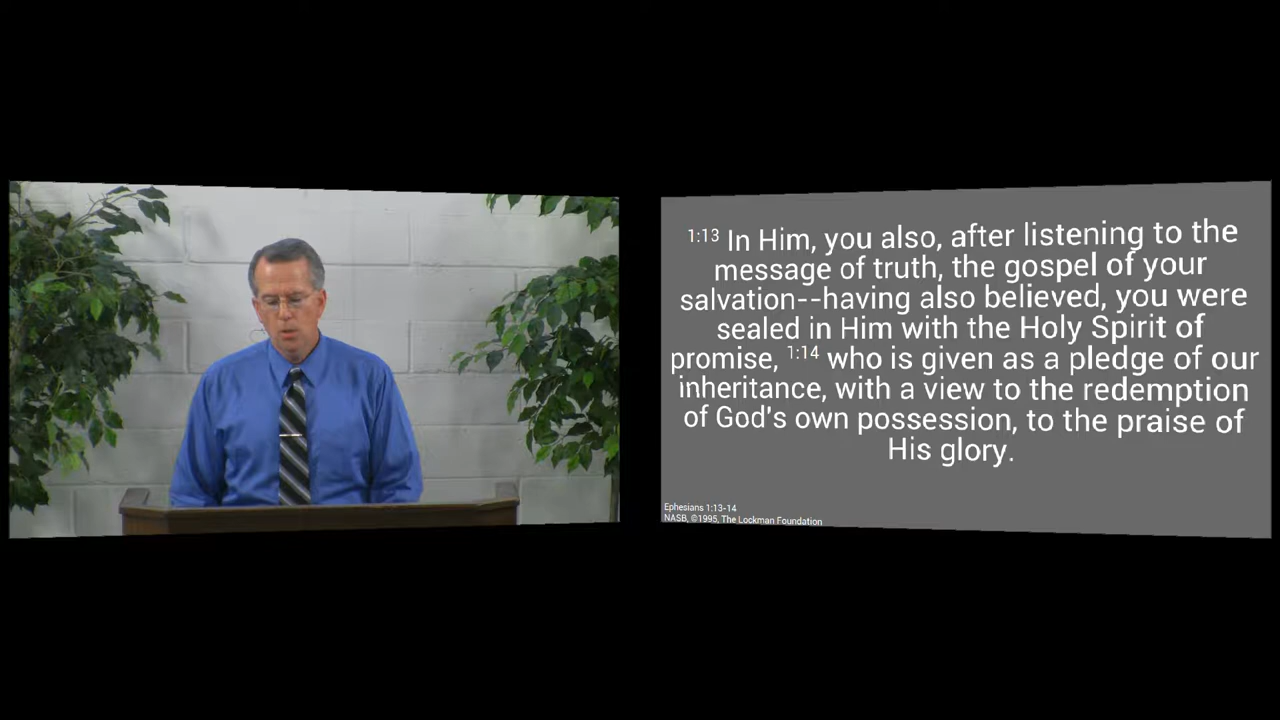 1:13 In Him, you also, after listening to the
message of truth, the gospel of your
salvation--having also believed, you were
sealed in Him with the Holy Spirit of
promise, 1:14 who is given as a pledge of our
inheritance, with a view to the redemption
of God's own possession, to the praise of
His glory.
Ephesians 1:13-14
NASB, ©1995, The Lockman Foundation